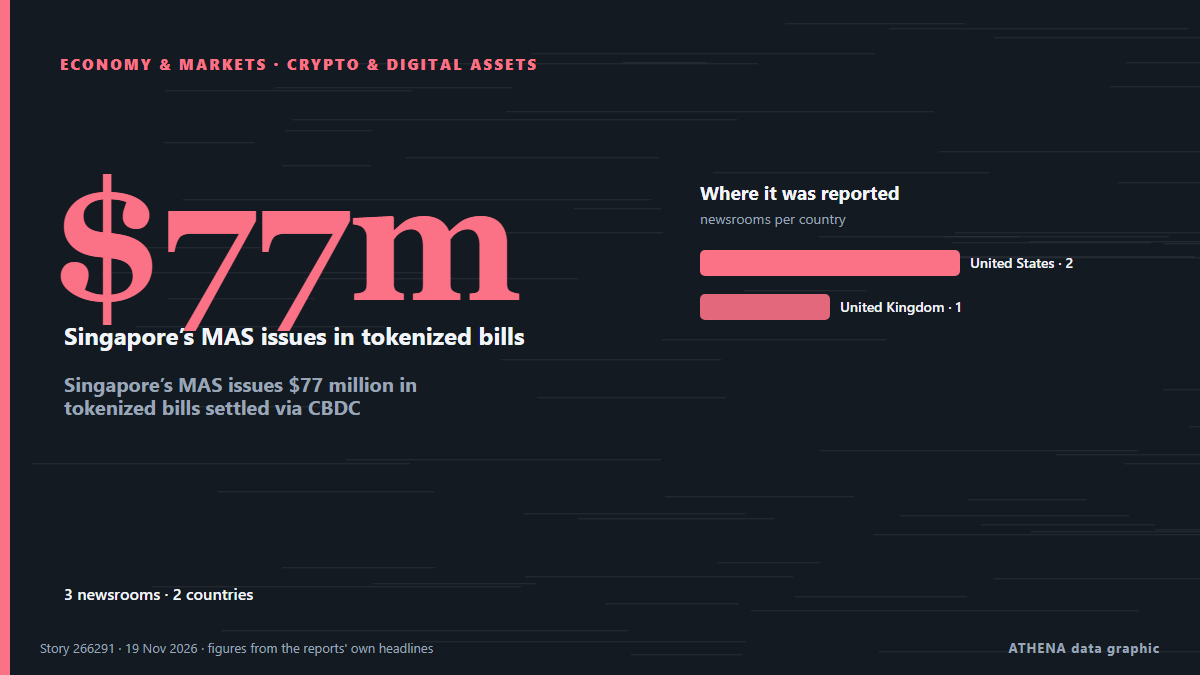 ECONOMY & MARKETS · CRYPTO & DIGITAL ASSETS
$77m
Singapore’s MAS issues in tokenized bills
Singapore’s MAS issues $77 million in
tokenized bills settled via CBDC
Where it was reported
newsrooms per country
United States · 2
United Kingdom · 1
3 newsrooms · 2 countries
Story 266291 · 19 Nov 2026 · figures from the reports' own headlines
ATHENA data graphic